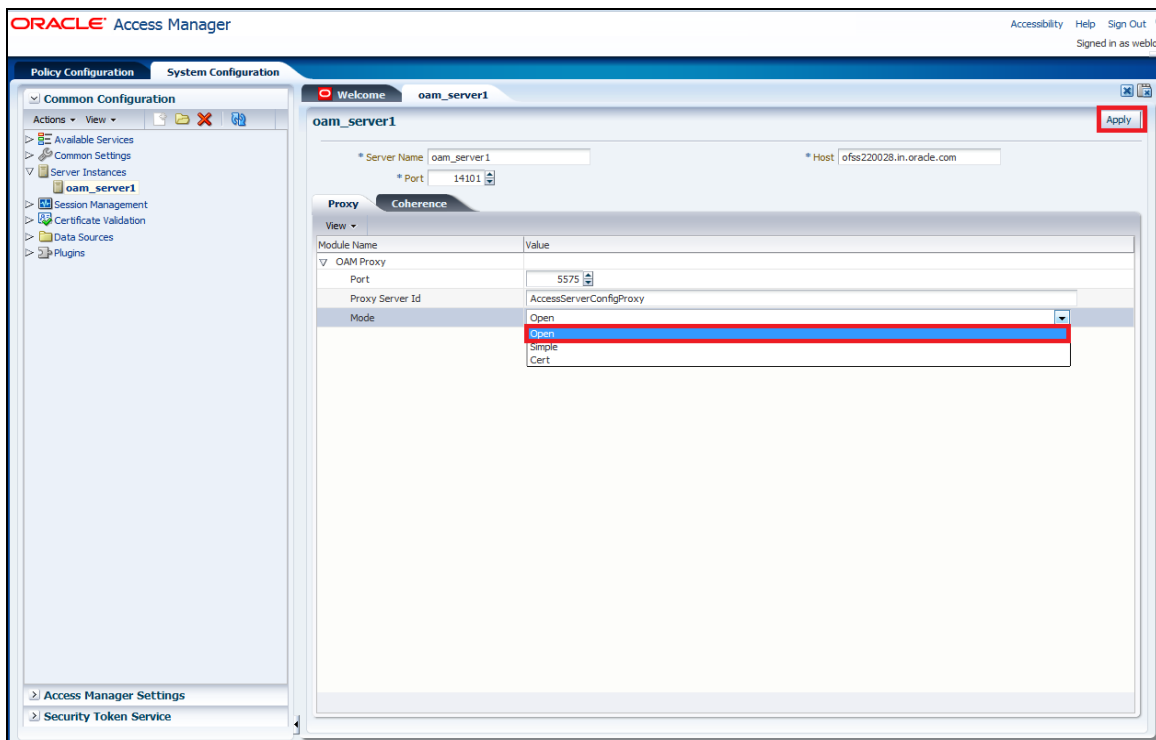 ORACLE Access Manager
Accessibility Help Sign Out
Signed in as weblo
Policy Configuration System Configuration
Common Configuration
Actions View
Available Services
Common Settings
Server Instances
oam_server1
Session Management
Certificate Validation
Data Sources
Plugins
Access Manager Settings
Security Token Service
Welcome oam_server1
oam_server1 Apply
* Server Name oam_server1 * Host ofss220028.in.oracle.com
* Port 14101
Proxy Coherence
View
Module Name Value
OAM Proxy
Port 5575
Proxy Server Id AccessServerConfigProxy
Mode Open
Open
Simple
Cert